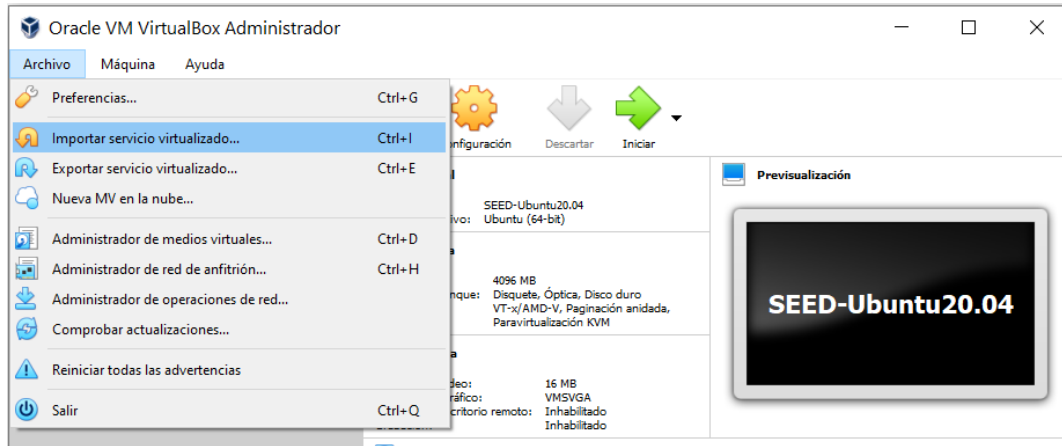 Oracle VM VirtualBox Administrador
Archivo Máquina Ayuda
Preferencias... Ctrl+G
Importar servicio virtualizado... Ctrl+I
Exportar servicio virtualizado... Ctrl+E
Nueva MV en la nube...
Administrador de medios virtuales... Ctrl+D
Administrador de red de anfitrión... Ctrl+H
Administrador de operaciones de red...
Comprobar actualizaciones...
Reiniciar todas las advertencias
Salir Ctrl+Q
nfiguración Descartar Iniciar
SEED-Ubuntu20.04
ivo: Ubuntu (64-bit)
4096 MB
nque: Disquete, Óptica, Disco duro
VT-x/AMD-V, Paginación anidada,
Paravirtualización KVM
deo: 16 MB
ráfico: VMSVGA
critorio remoto: Inhabilitado
Inhabilitado
Previsualización
SEED-Ubuntu20.04